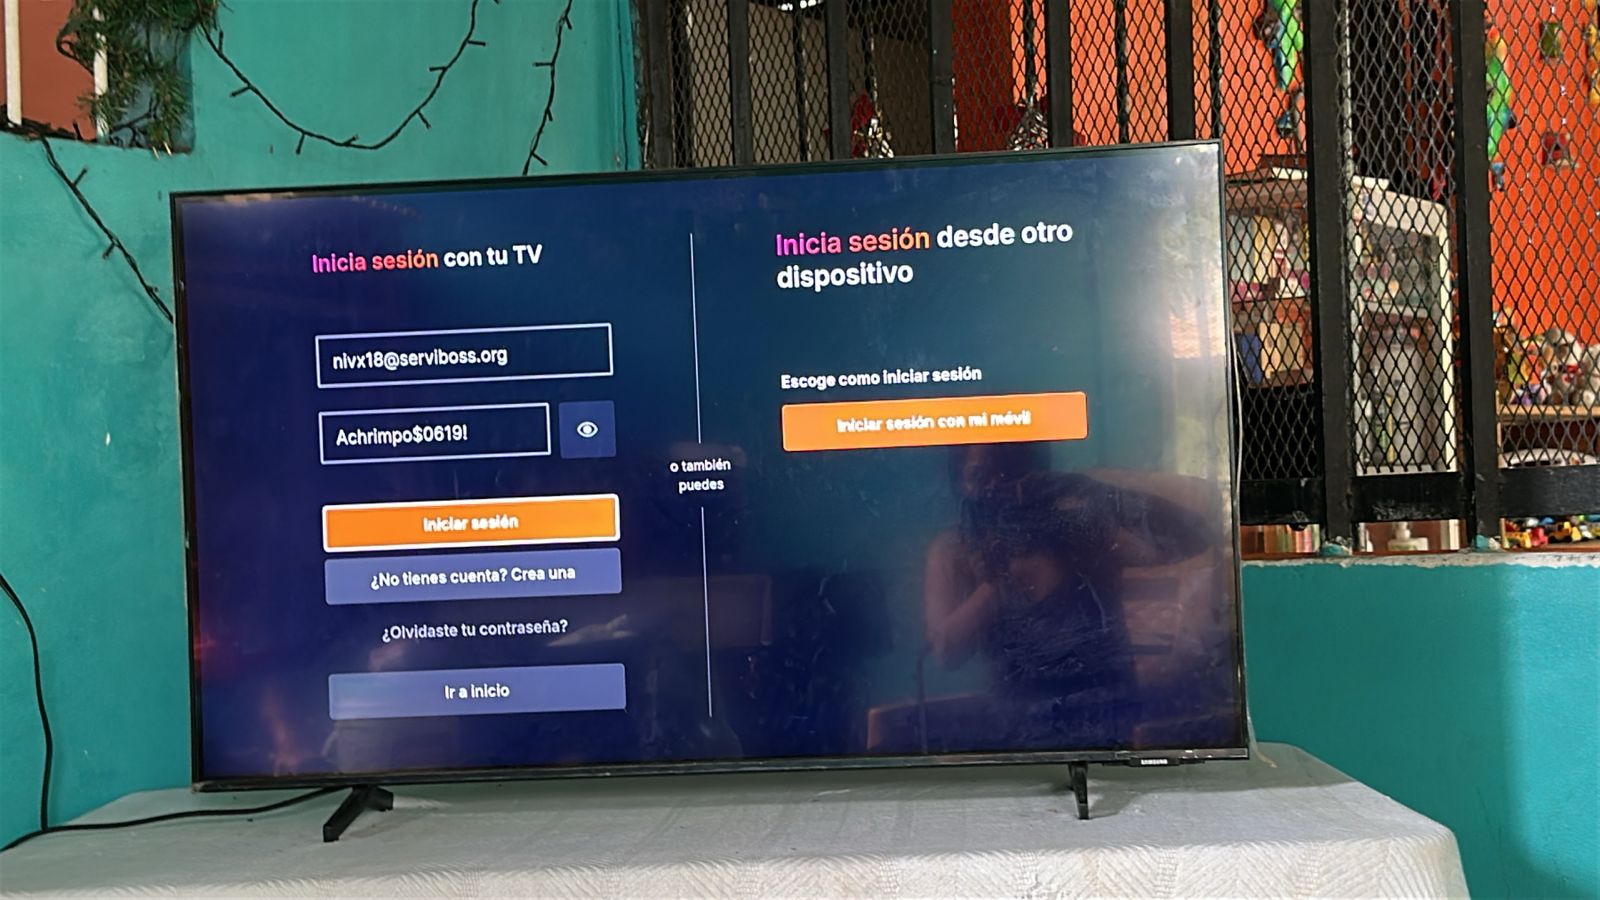 Inicia sesión con tu TV
nivx18@serviboss.org
Achrimpo$0619!
Iniciar sesión
¿No tienes cuenta? Crea una
¿Olvidaste tu contraseña?
Ir a inicio
o también
puedes
Inicia sesión desde otro
dispositivo
Escoge como iniciar sesión
Iniciar sesión con mi móvil
SAMSUNG